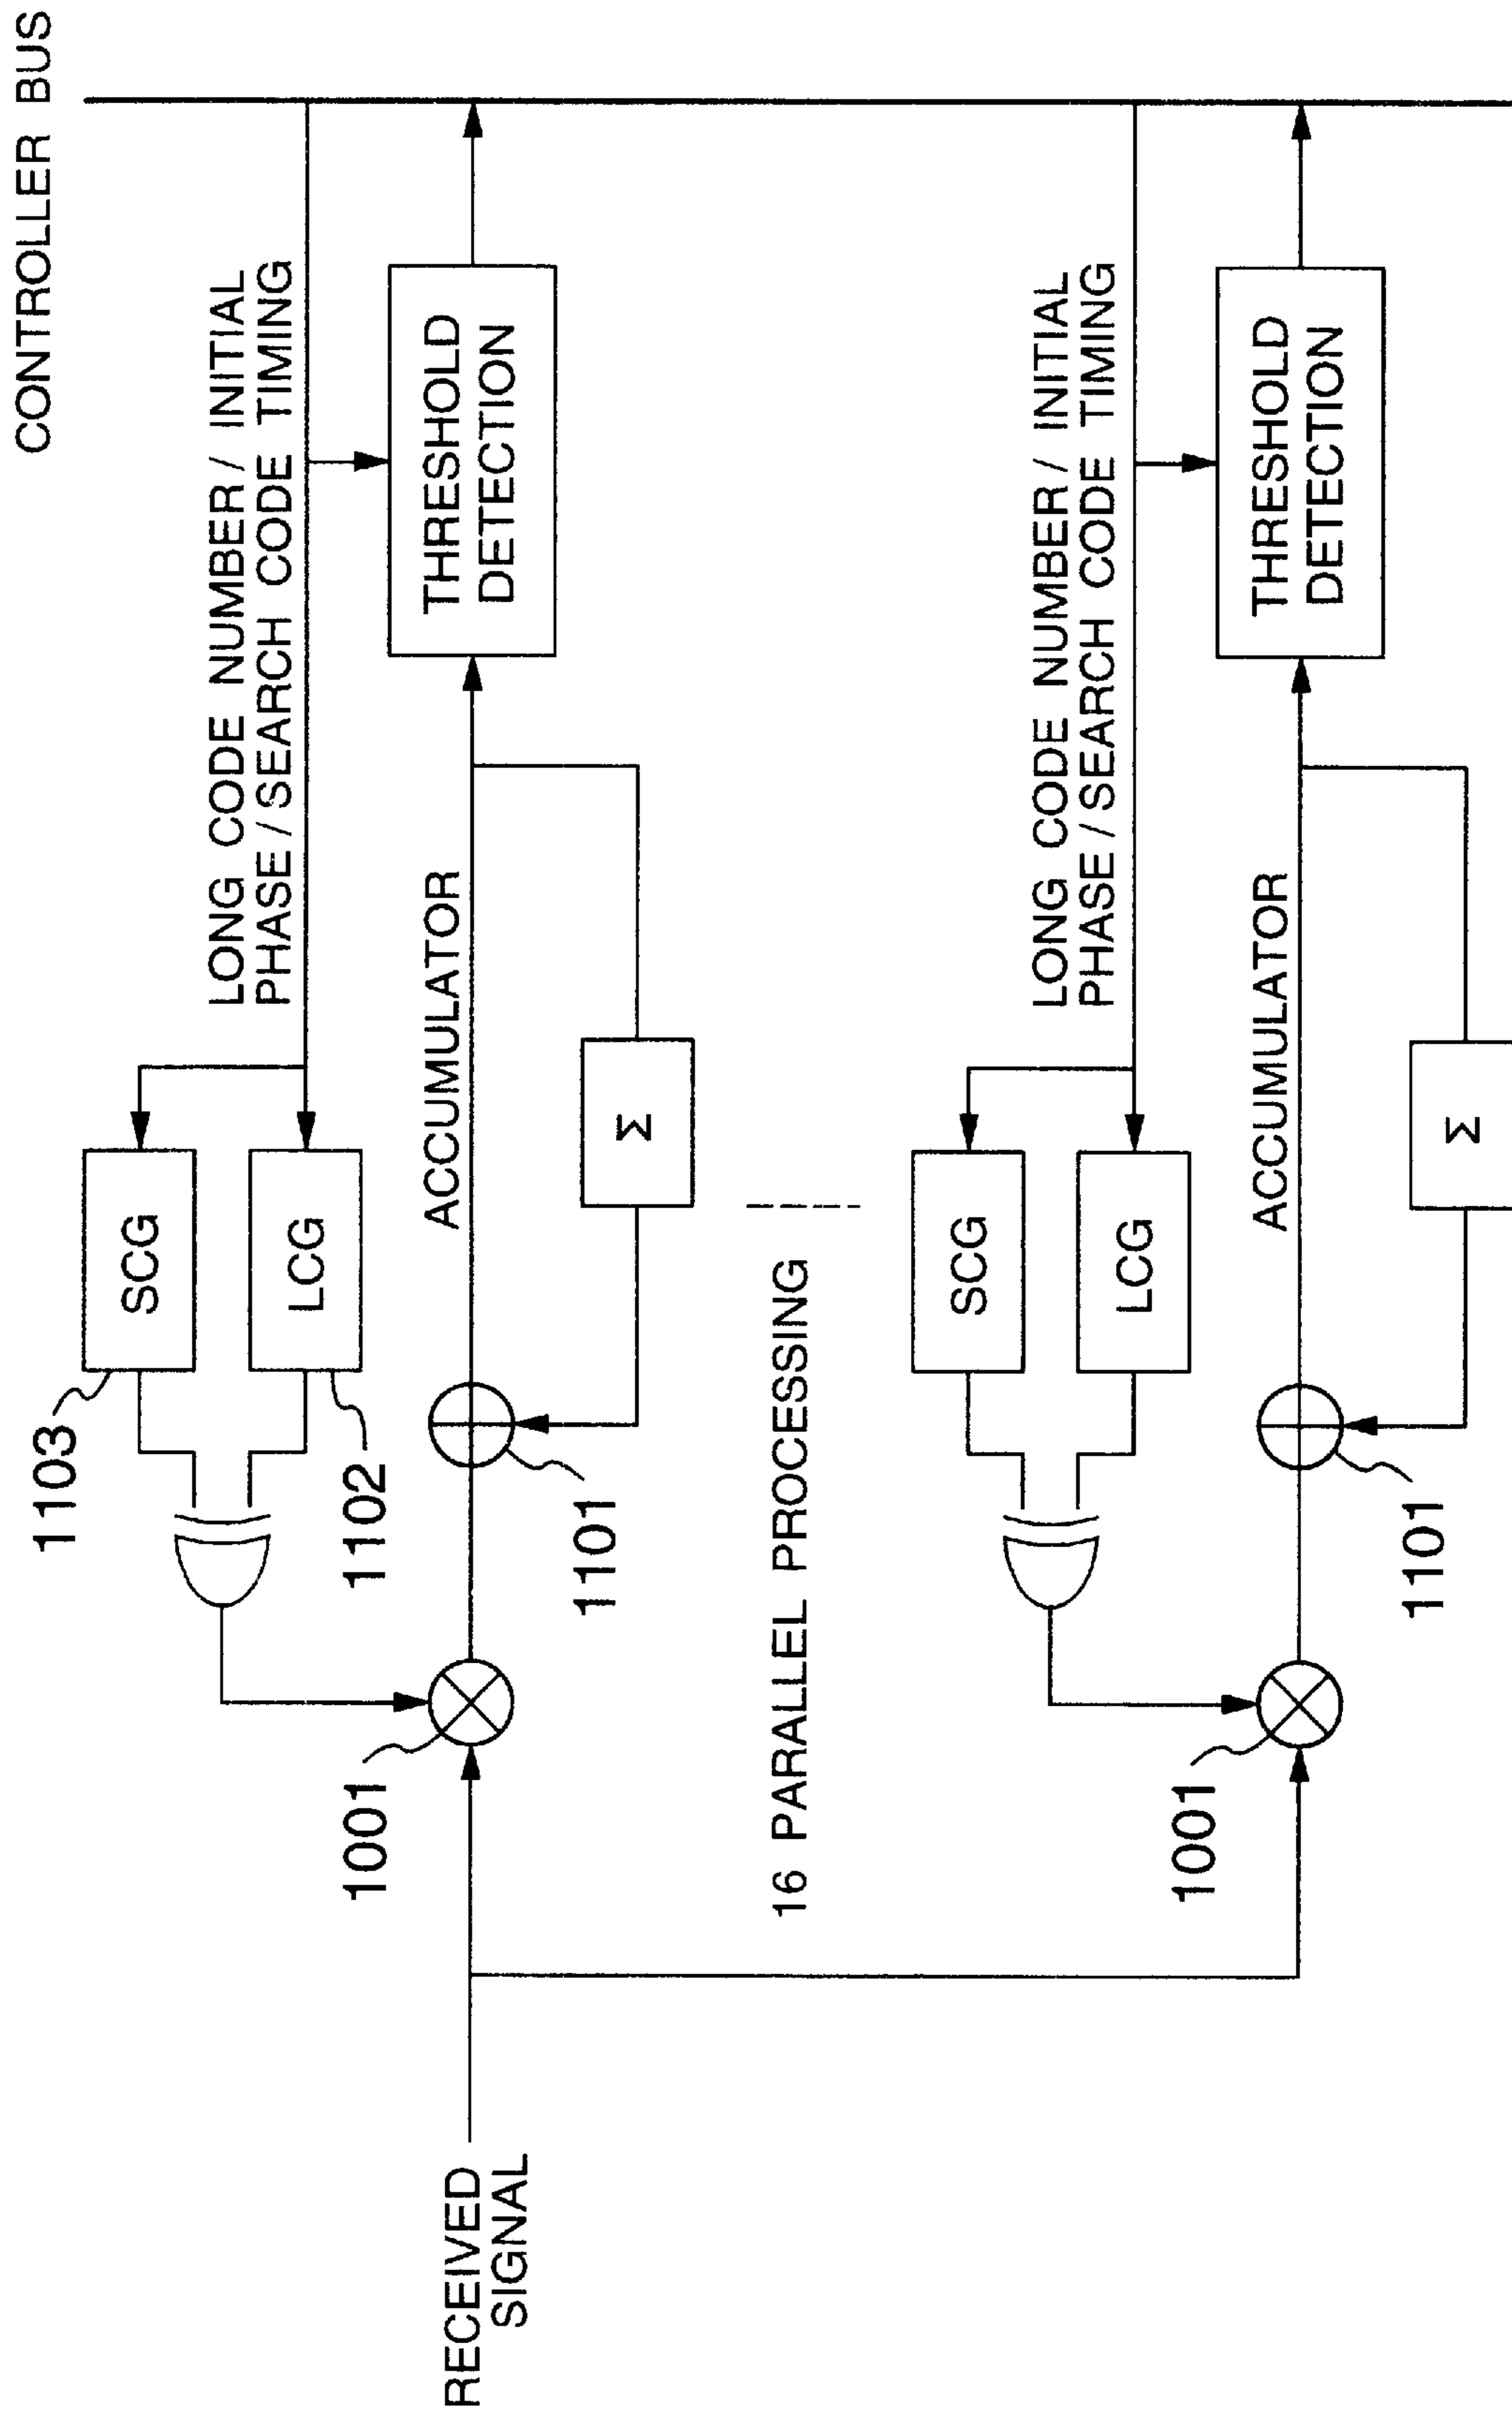 CONTROLLER BUS
LONG CODE NUMBER / INITIAL
PHASE / SEARCH CODE TIMING
1103
SCG
LCG
1102
THRESHOLD
DETECTION
ACCUMULATOR
1001
1101
Σ
RECEIVED
SIGNAL
16 PARALLEL PROCESSING
LONG CODE NUMBER / INITIAL
PHASE / SEARCH CODE TIMING
SCG
LCG
THRESHOLD
DETECTION
ACCUMULATOR
1001
1101
Σ